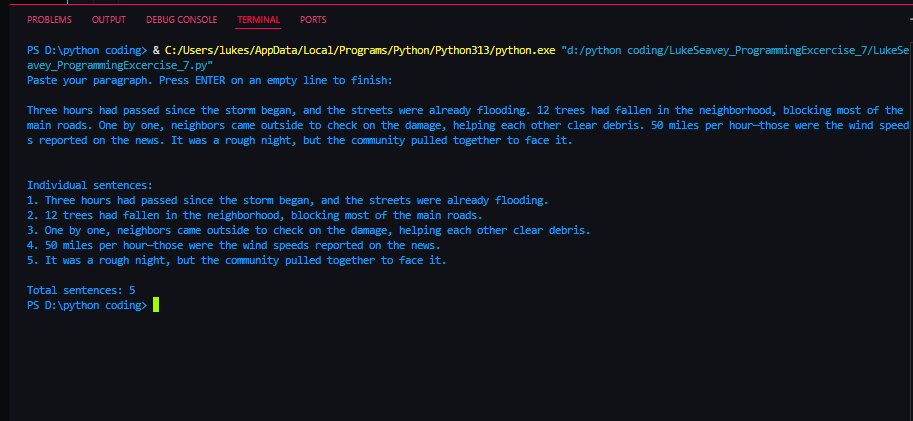 PROBLEMS OUTPUT DEBUG CONSOLE TERMINAL PORTS
PS D:\python coding> & C:/Users/lukes/AppData/Local/Programs/Python/Python313/python.exe "d:/python coding/LukeSeavey_ProgrammingExcercise_7/LukeSe
avey_ProgrammingExcercise_7.py"
Paste your paragraph. Press ENTER on an empty line to finish:
Three hours had passed since the storm began, and the streets were already flooding. 12 trees had fallen in the neighborhood, blocking most of the
main roads. One by one, neighbors came outside to check on the damage, helping each other clear debris. 50 miles per hour—those were the wind speed
s reported on the news. It was a rough night, but the community pulled together to face it.
Individual sentences:
1. Three hours had passed since the storm began, and the streets were already flooding.
2. 12 trees had fallen in the neighborhood, blocking most of the main roads.
3. One by one, neighbors came outside to check on the damage, helping each other clear debris.
4. 50 miles per hour—those were the wind speeds reported on the news.
5. It was a rough night, but the community pulled together to face it.
Total sentences: 5
PS D:\python coding>